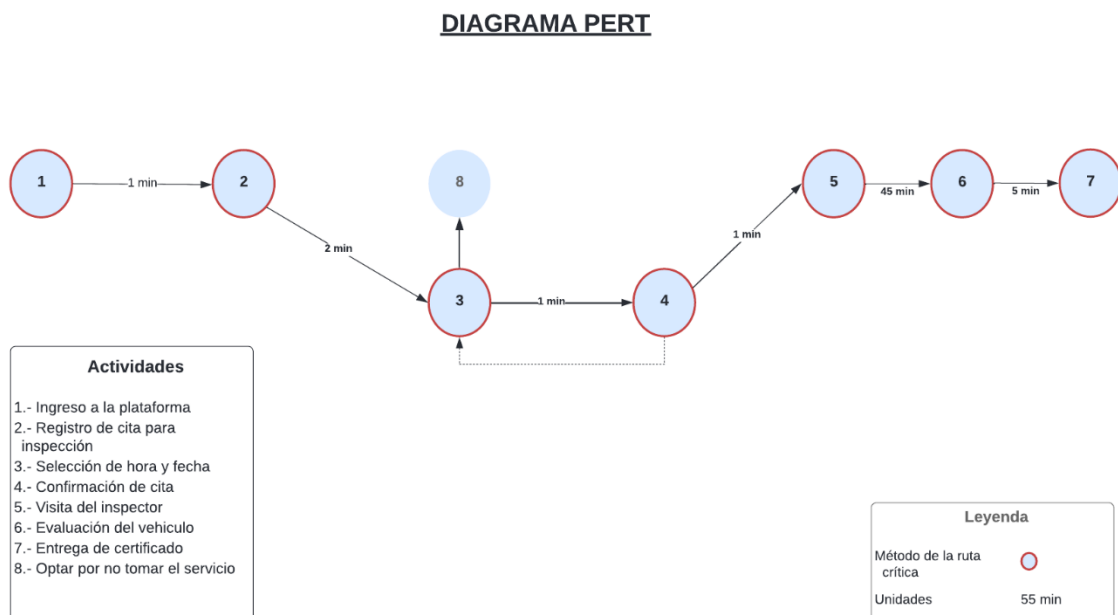 DIAGRAMA PERT
1
1 min
2
2 min
8
3
1 min
4
1 min
5
45 min
6
5 min
7
Actividades
1.- Ingreso a la plataforma
2.- Registro de cita para
inspección
3.- Selección de hora y fecha
4.- Confirmación de cita
5.- Visita del inspector
6.- Evaluación del vehiculo
7.- Entrega de certificado
8.- Optar por no tomar el servicio
Leyenda
Método de la ruta
crítica
Unidades 55 min